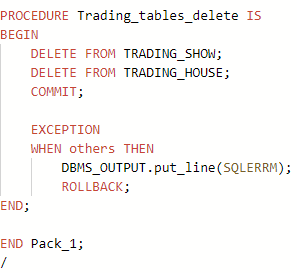 PROCEDURE Trading_tables_delete IS
BEGIN
    DELETE FROM TRADING_SHOW;
    DELETE FROM TRADING_HOUSE;
    COMMIT;

    EXCEPTION
    WHEN others THEN
        DBMS_OUTPUT.put_line(SQLERRM);
        ROLLBACK;
END;

END Pack_1;
/